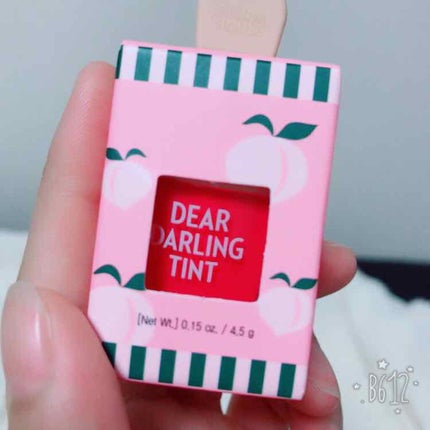 DEAR
DARLING
TINT
[Net Wt.] 0.15 oz. / 4.5 g
B612